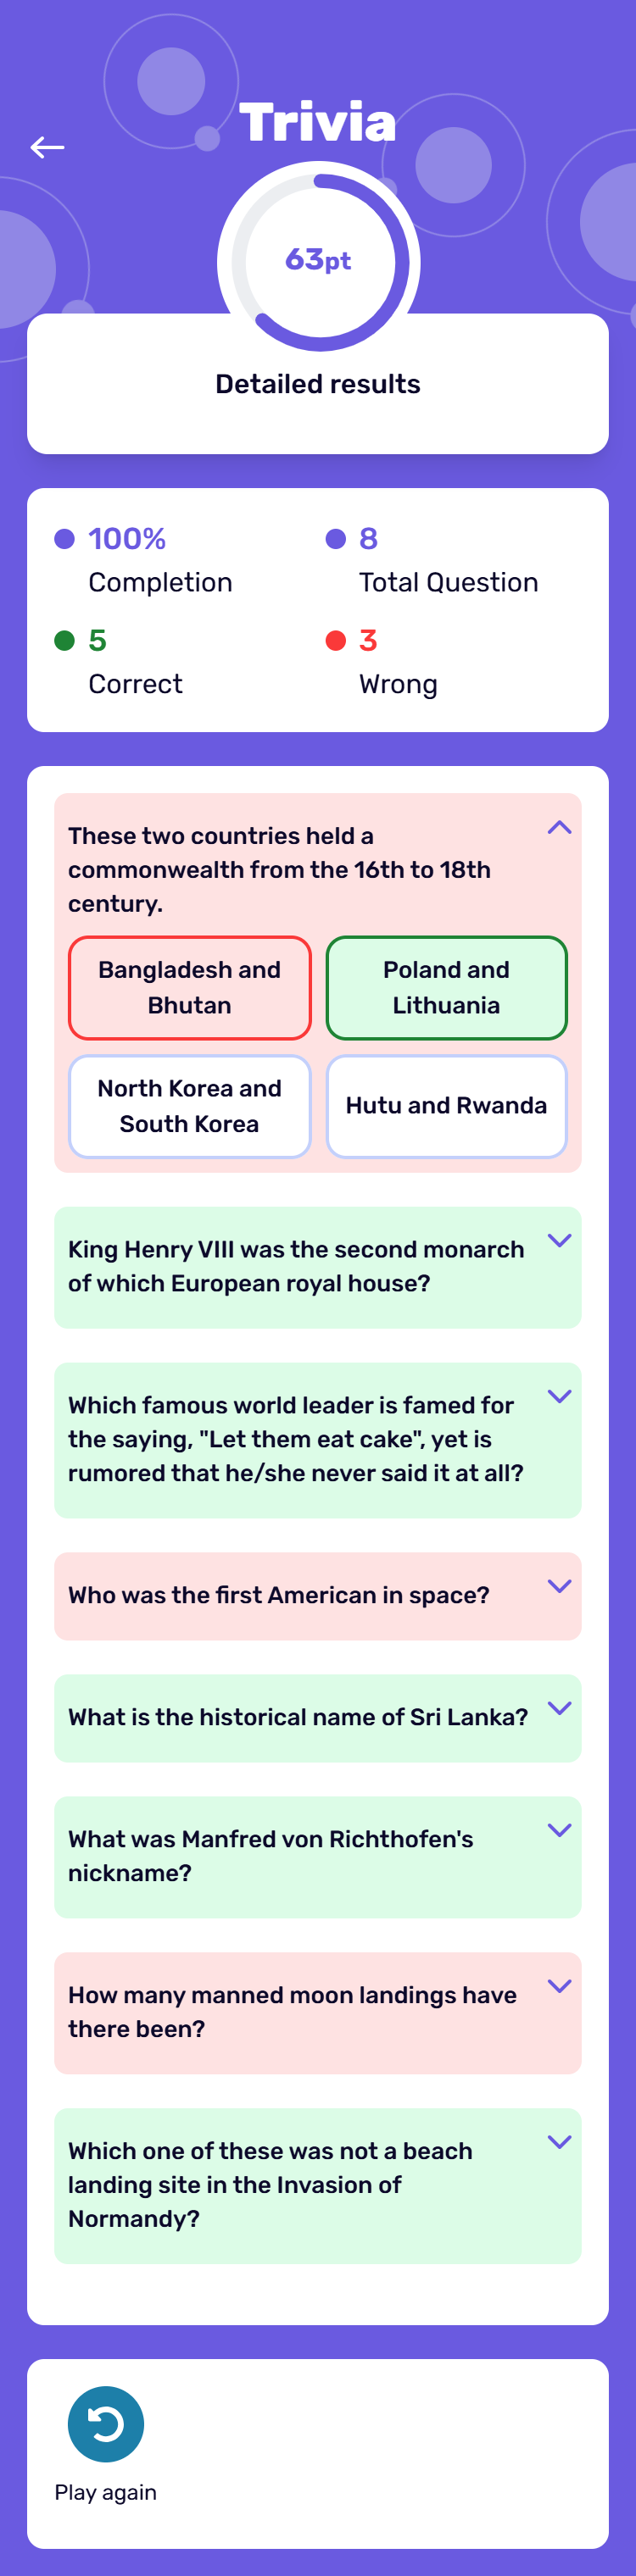 Trivia
63pt
Detailed results
100%
Completion
8
Total Question
5
Correct
3
Wrong
These two countries held a
commonwealth from the 16th to 18th
century.
Bangladesh and
Bhutan
Poland and
Lithuania
North Korea and
South Korea
Hutu and Rwanda
King Henry VIII was the second monarch
of which European royal house?
Which famous world leader is famed for
the saying, "Let them eat cake", yet is
rumored that he/she never said it at all?
Who was the first American in space?
What is the historical name of Sri Lanka?
What was Manfred von Richthofen's
nickname?
How many manned moon landings have
there been?
Which one of these was not a beach
landing site in the Invasion of
Normandy?
Play again